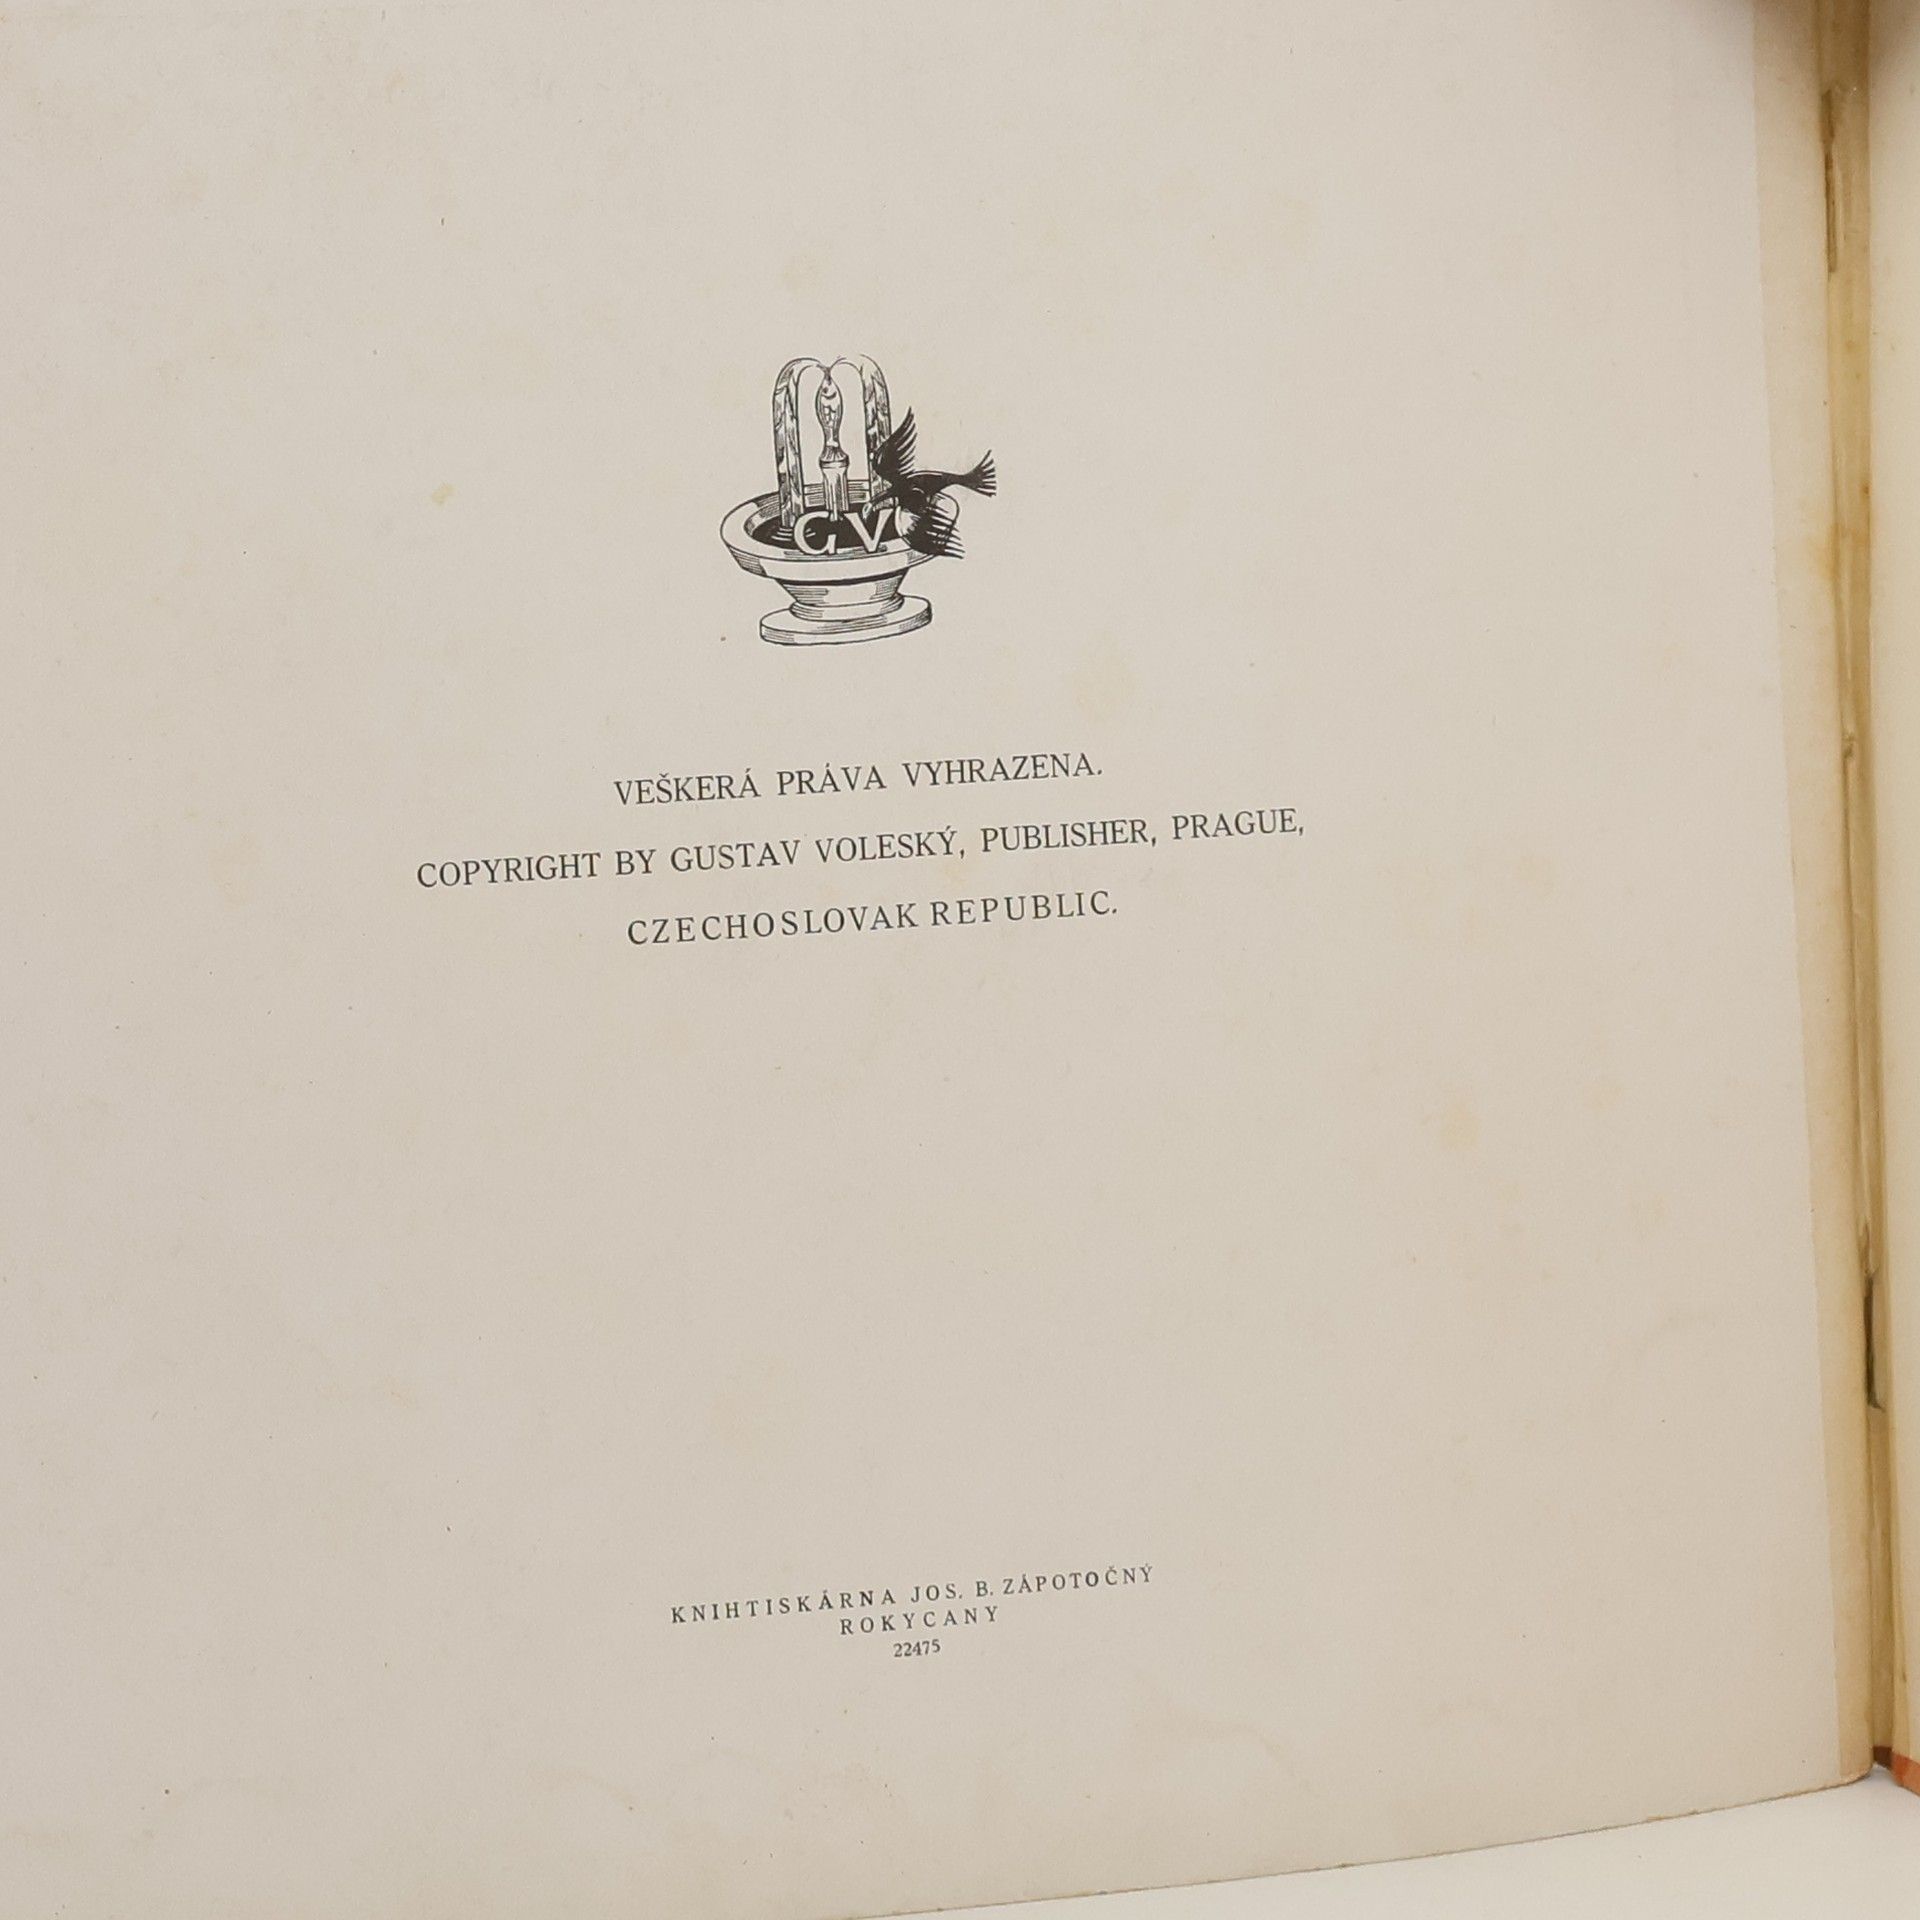 GV
VEŠKERÁ PRÁVA VYHRAZENA.
COPYRIGHT BY GUSTAV VOLESKÝ, PUBLISHER, PRAGUE,
CZECHOSLOVAK REPUBLIC.
KNIHTISKÁRNA JOS. B. ZÁPOTOČNÝ
ROKYCANY
22475